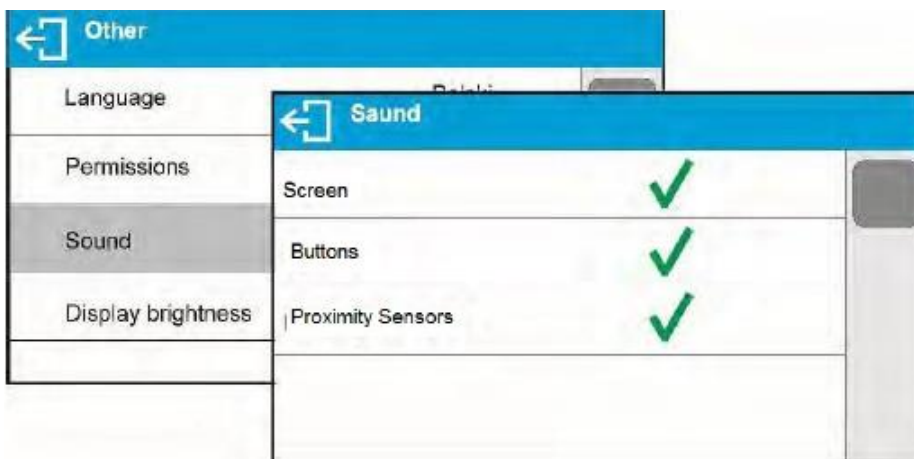 Other
Language
Permissions
Sound
Display brightness
Saund
Screen
Buttons
Proximity Sensors